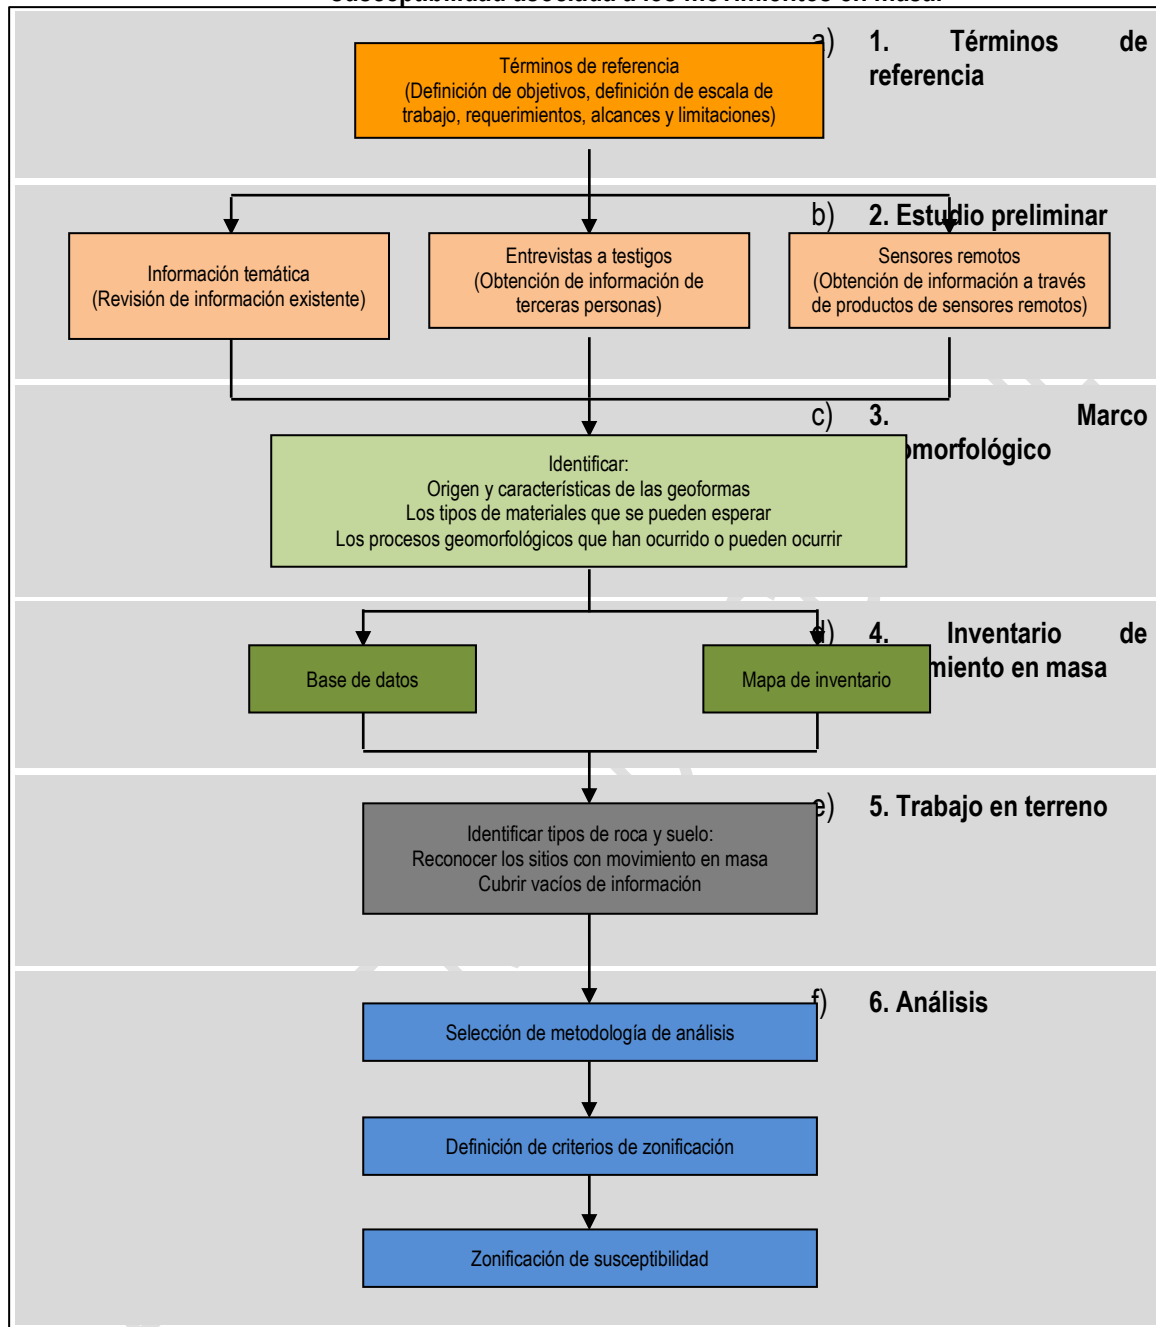 a) 1. Términos de
referencia
Términos de referencia
(Definición de objetivos, definición de escala de
trabajo, requerimientos, alcances y limitaciones)
b) 2. Estudio preliminar
Información temática
(Revisión de información existente)
Entrevistas a testigos
(Obtención de información de
terceras personas)
Sensores remotos
(Obtención de información a través
de productos de sensores remotos)
c) 3. Marco
omorfológico
Identificar:
Origen y características de las geoformas
Los tipos de materiales que se pueden esperar
Los procesos geomorfológicos que han ocurrido o pueden ocurrir
d) 4. Inventario de
miento en masa
Base de datos
Mapa de inventario
e) 5. Trabajo en terreno
Identificar tipos de roca y suelo:
Reconocer los sitios con movimiento en masa
Cubrir vacíos de información
f) 6. Análisis
Selección de metodología de análisis
Definición de criterios de zonificación
Zonificación de susceptibilidad